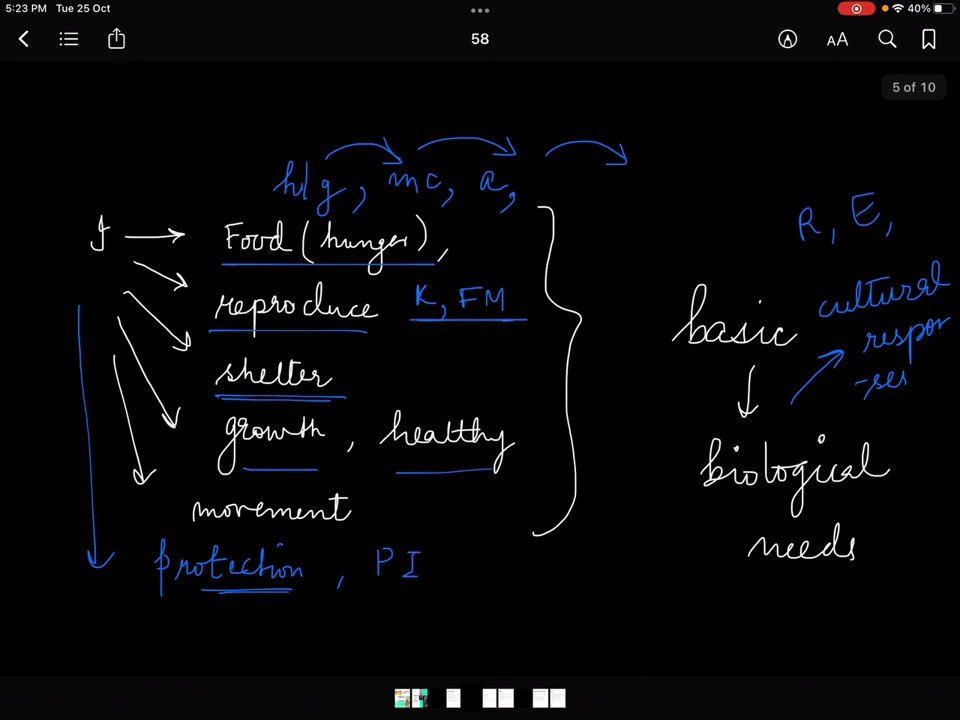 5:23 PM Tue 25 Oct
40%
58
AA
5 of 10
h/g, mc, a,
R, E,
I
Food (hunger),
reproduce K, FM
shelter
growth, healthy
movement
protection, PI
basic
cultural
respon
-ses
biological
needs